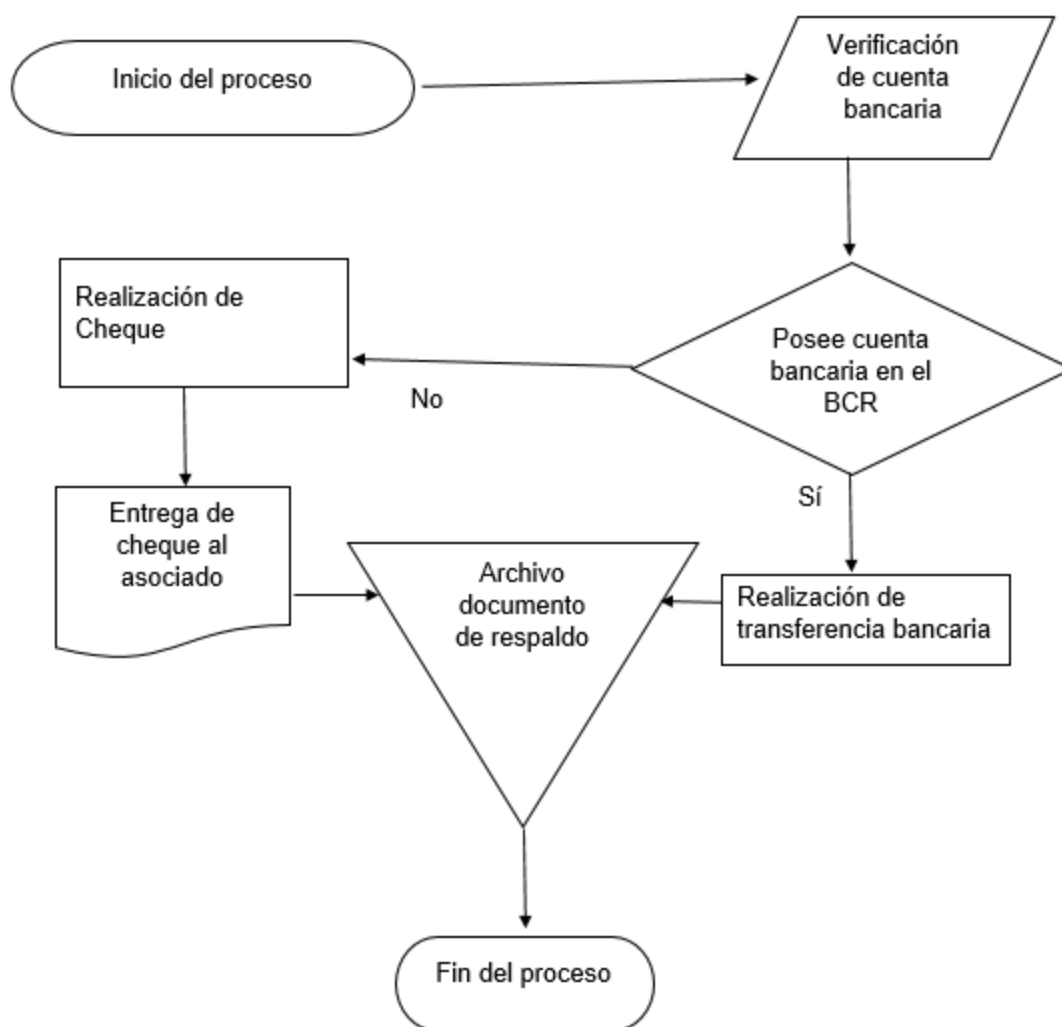 Inicio del proceso
Verificación
de cuenta
bancaria
Posee cuenta
bancaria en el
BCR
No
Sí
Realización de
Cheque
Entrega de
cheque al
asociado
Archivo
documento
de respaldo
Realización de
transferencia bancaria
Fin del proceso